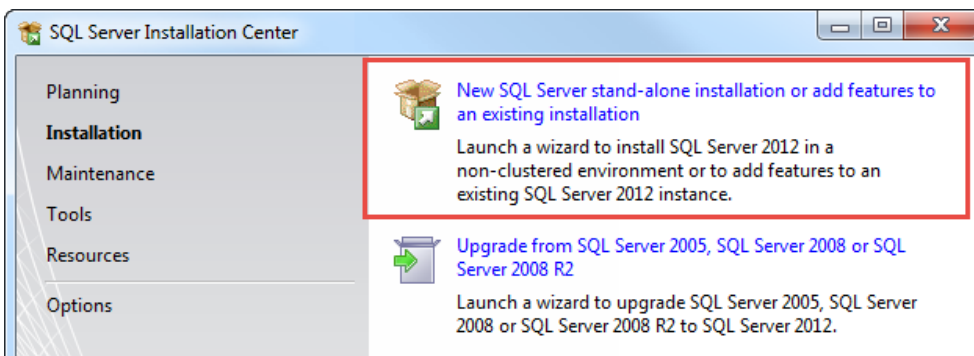 SQL Server Installation Center
Planning
Installation
Maintenance
Tools
Resources
Options
New SQL Server stand-alone installation or add features to
an existing installation
Launch a wizard to install SQL Server 2012 in a
non-clustered environment or to add features to an
existing SQL Server 2012 instance.
Upgrade from SQL Server 2005, SQL Server 2008 or SQL
Server 2008 R2
Launch a wizard to upgrade SQL Server 2005, SQL Server
2008 or SQL Server 2008 R2 to SQL Server 2012.